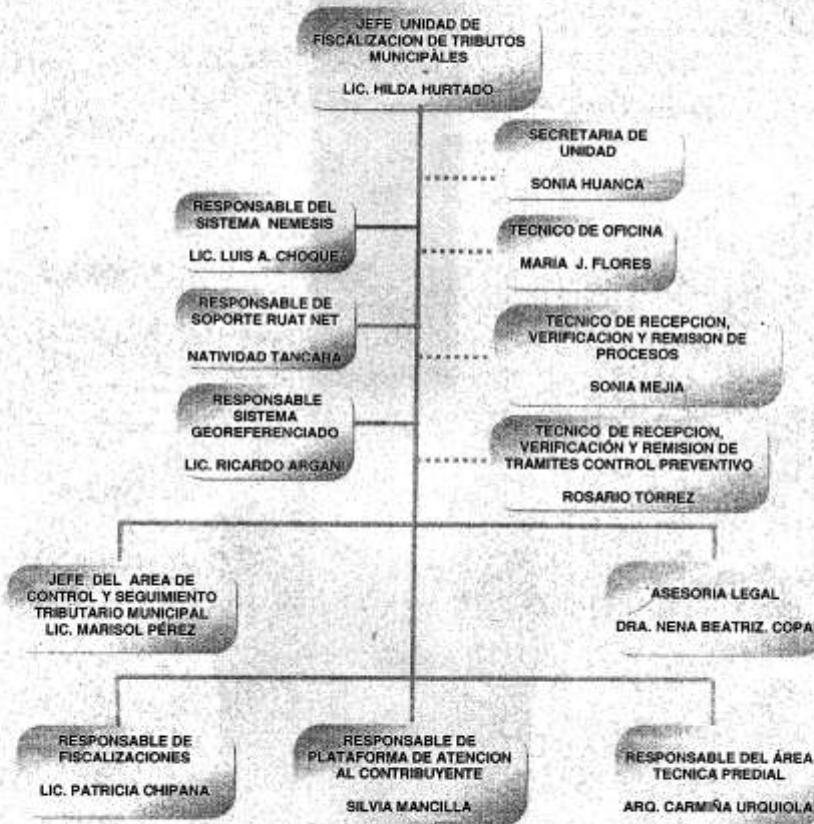 JEFE UNIDAD DE
FISCALIZACION DE TRIBUTOS
MUNICIPÀLES
LIC. HILDA HURTADO
SECRETARIA DE
UNIDAD
SONIA HUANCA
RESPONSABLE DEL
SISTEMA NEMESIS
LIC. LUIS A. CHOQUE
TECNICO DE OFICINA
MARIA J. FLORES
RESPONSABLE DE
SOPORTE RUAT NET
NATIVIDAD TANCARA
TECNICO DE RECEPCION,
VERIFICACION Y REMISION DE
PROCESOS
SONIA MEJIA
RESPONSABLE
SISTEMA
GEOREFERENCIADO
LIC. RICARDO ARGANI
TECNICO DE RECEPCION,
VERIFICACIÓN Y REMISION DE
TRAMITES CONTROL PREVENTIVO
ROSARIO TORREZ
JEFE DEL AREA DE
CONTROL Y SEGUIMIENTO
TRIBUTARIO MUNICIPAL
LIC. MARISOL PÉREZ
ASESORIA LEGAL
DRA. NENA BEATRIZ. COPA
RESPONSABLE DE
FISCALIZACIONES
LIC. PATRICIA CHIPANA
RESPONSABLE DE
PLATAFORMA DE ATENCION
AL CONTRIBUYENTE
SILVIA MANCILLA
RESPONSABLE DEL ÁREA
TECNICA PREDIAL
ARQ. CARMIÑA URQUIOLA